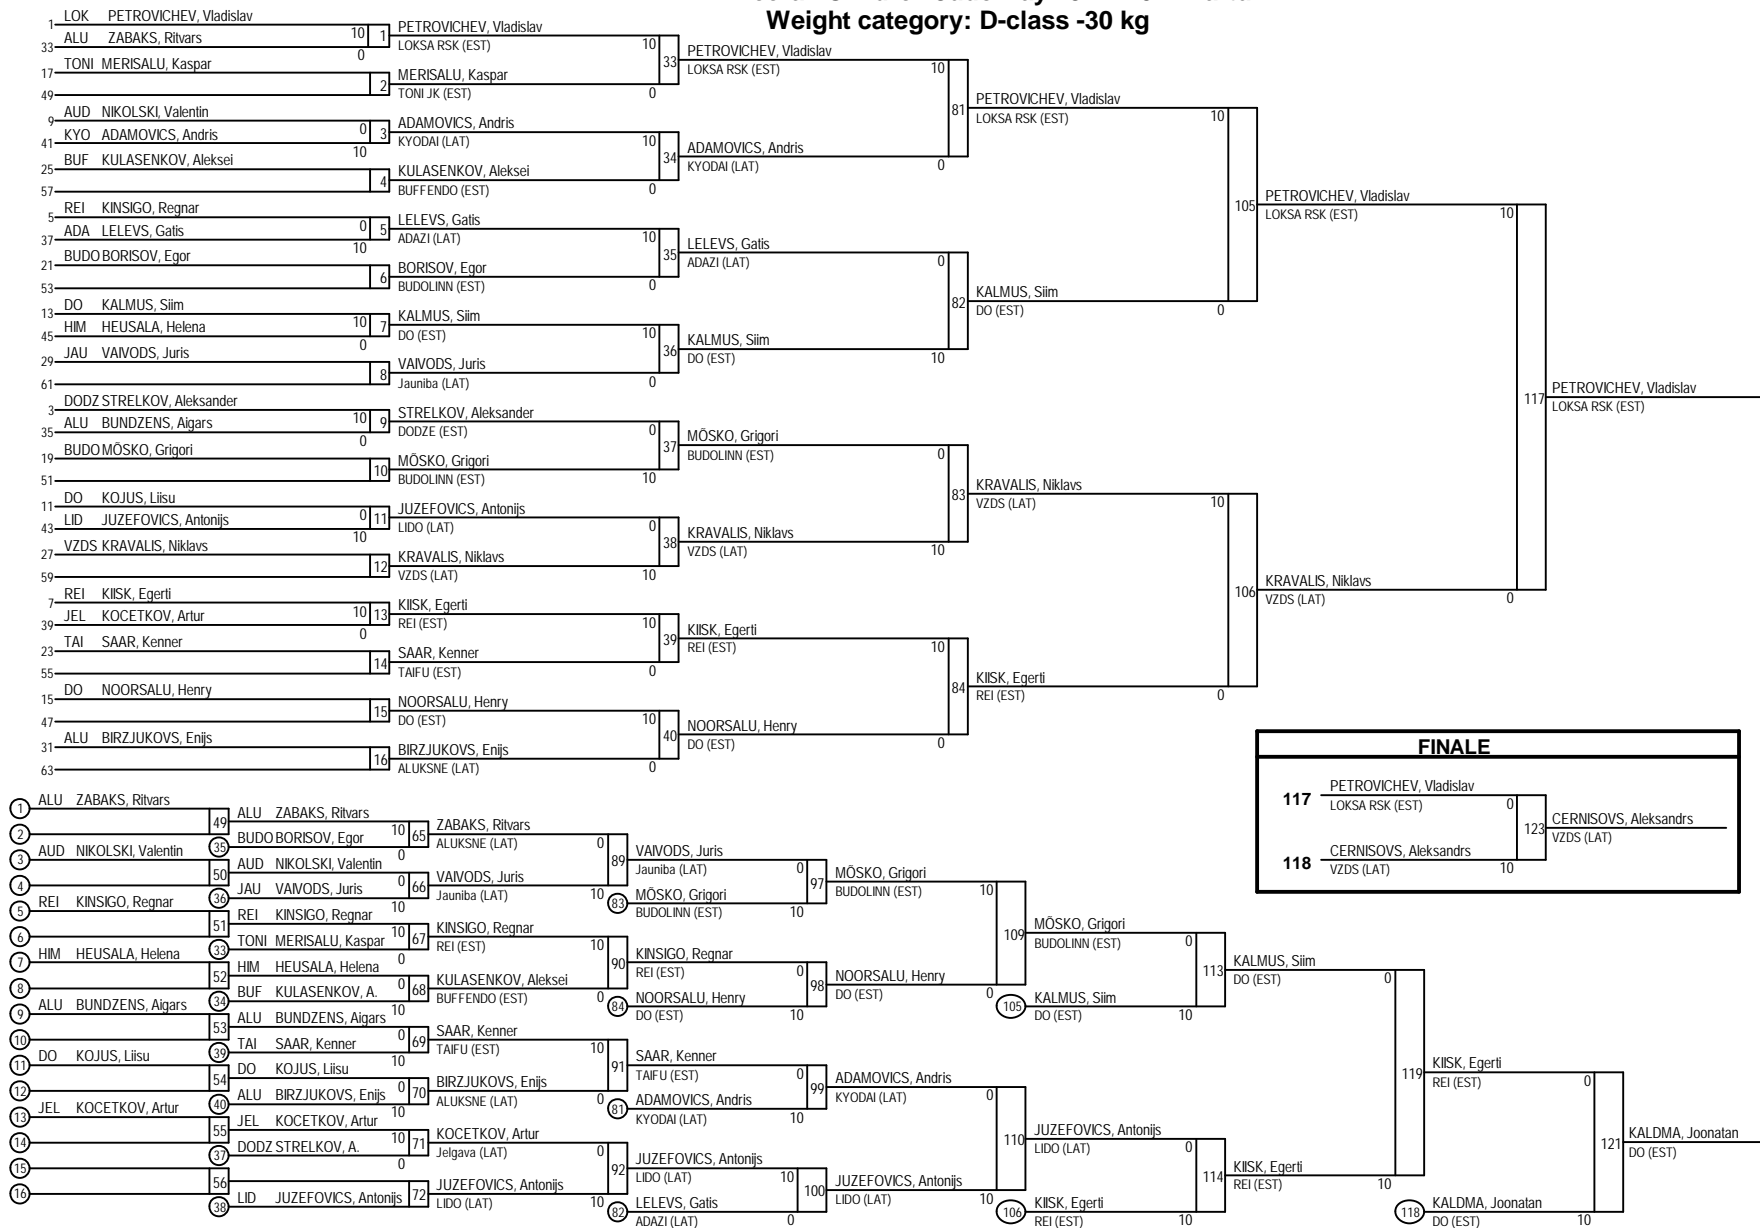 Weight category: D-class -30 kg
1 LOK PETROVICHEV, Vladislav
33 ALU ZABAKS, Ritvars 10 1 PETROVICHEV, Vladislav
0 LOKSA RSK (EST) 10
17 TONI MERISALU, Kaspar 33 PETROVICHEV, Vladislav
49 2 MERISALU, Kaspar LOKSA RSK (EST) 10
TONI JK (EST) 0
9 AUD NIKOLSKI, Valentin 81 PETROVICHEV, Vladislav
41 KYO ADAMOVICS, Andris 0 3 ADAMOVICS, Andris LOKSA RSK (EST) 10
10 KYODAI (LAT) 10
25 BUF KULASENKOV, Aleksei 34 ADAMOVICS, Andris
57 4 KULASENKOV, Aleksei KYODAI (LAT) 0
BUFFENDO (EST) 0
5 REI KINSIGO, Regnar 105 PETROVICHEV, Vladislav
37 ADA LELEVS, Gatis 0 5 LELEVS, Gatis LOKSA RSK (EST) 10
10 ADAZI (LAT) 10
21 BUDO BORISOV, Egor 35 LELEVS, Gatis
53 6 BORISOV, Egor ADAZI (LAT) 0
BUDOLINN (EST) 0
13 DO KALMUS, Siim 82 KALMUS, Siim
45 HIM HEUSALA, Helena 10 7 KALMUS, Siim DO (EST) 0
0 DO (EST) 10
29 JAU VAIVODS, Juris 36 KALMUS, Siim
61 8 VAIVODS, Juris DO (EST) 10
Jauniba (LAT) 0
3 DODZ STRELKOV, Aleksander 117 PETROVICHEV, Vladislav
35 ALU BUNDZENS, Aigars 10 9 STRELKOV, Aleksander LOKSA RSK (EST)
0 DODZE (EST) 0
19 BUDO MÕSKO, Grigori 37 MÕSKO, Grigori
51 10 MÕSKO, Grigori BUDOLINN (EST) 0
BUDOLINN (EST) 10
11 DO KOJUS, Liisu 83 KRAVALIS, Niklavs
43 LID JUZEFOVICS, Antonijs 0 11 JUZEFOVICS, Antonijs VZDS (LAT) 10
10 LIDO (LAT) 0
27 VZDS KRAVALIS, Niklavs 38 KRAVALIS, Niklavs
59 12 KRAVALIS, Niklavs VZDS (LAT) 10
VZDS (LAT) 10
7 REI KIISK, Egerti 106 KRAVALIS, Niklavs
39 JEL KOCETKOV, Artur 10 13 KIISK, Egerti VZDS (LAT) 0
0 REI (EST) 10
23 TAI SAAR, Kenner 39 KIISK, Egerti
55 14 SAAR, Kenner REI (EST) 10
TAIFU (EST) 0
15 DO NOORSALU, Henry 84 KIISK, Egerti
47 15 NOORSALU, Henry REI (EST) 0
DO (EST) 10
31 ALU BIRZJUKOVS, Enijs 40 NOORSALU, Henry
63 16 BIRZJUKOVS, Enijs DO (EST) 0
ALUKSNE (LAT) 0
FINALE
117 PETROVICHEV, Vladislav
LOKSA RSK (EST) 0
123 CERNISOVS, Aleksandrs
VZDS (LAT)
118 CERNISOVS, Aleksandrs
VZDS (LAT) 10
1 ALU ZABAKS, Ritvars
2 49 ALU ZABAKS, Ritvars
35 BUDO BORISOV, Egor 10 65 ZABAKS, Ritvars
0 ALUKSNE (LAT) 0
3 AUD NIKOLSKI, Valentin
4 50 AUD NIKOLSKI, Valentin 89 VAIVODS, Juris
36 JAU VAIVODS, Juris 0 66 VAIVODS, Juris Jauniba (LAT) 0
10 Jauniba (LAT) 10
83 MÕSKO, Grigori 97 MÕSKO, Grigori
BUDOLINN (EST) 10 BUDOLINN (EST) 10
5 REI KINSIGO, Regnar
6 51 REI KINSIGO, Regnar
33 TONI MERISALU, Kaspar 10 67 KINSIGO, Regnar
0 REI (EST) 10
109 MÕSKO, Grigori
BUDOLINN (EST) 0
7 HIM HEUSALA, Helena
8 52 HIM HEUSALA, Helena 90 KINSIGO, Regnar
34 BUF KULASENKOV, A. 0 68 KULASENKOV, Aleksei REI (EST) 0
10 BUFFENDO (EST) 0
84 NOORSALU, Henry 98 NOORSALU, Henry
DO (EST) 10 DO (EST) 0
105 KALMUS, Siim 113 KALMUS, Siim
DO (EST) 10 DO (EST) 0
9 ALU BUNDZENS, Aigars
10 53 ALU BUNDZENS, Aigars
39 TAI SAAR, Kenner 0 69 SAAR, Kenner
10 TAIFU (EST) 10
11 DO KOJUS, Liisu
12 54 DO KOJUS, Liisu 91 SAAR, Kenner
40 ALU BIRZJUKOVS, Enijs 0 70 BIRZJUKOVS, Enijs TAIFU (EST) 0
10 ALUKSNE (LAT) 0
81 ADAMOVICS, Andris 99 ADAMOVICS, Andris
KYODAI (LAT) 10 KYODAI (LAT) 0
119 KIISK, Egerti
REI (EST) 0
13 JEL KOCETKOV, Artur
14 55 JEL KOCETKOV, Artur
37 DODZ STRELKOV, A. 10 71 KOCETKOV, Artur
0 Jelgava (LAT) 0
110 JUZEFOVICS, Antonijs
LIDO (LAT) 0
121 KALDMA, Joonatan
DO (EST)
15
16 56
38 LID JUZEFOVICS, Antonijs 72 JUZEFOVICS, Antonijs
LIDO (LAT) 10
92 JUZEFOVICS, Antonijs
LIDO (LAT) 10
82 LELEVS, Gatis 100 JUZEFOVICS, Antonijs
ADAZI (LAT) 0 LIDO (LAT) 10
114 KIISK, Egerti
REI (EST) 10
106 KIISK, Egerti
REI (EST) 10
118 KALDMA, Joonatan
DO (EST) 10